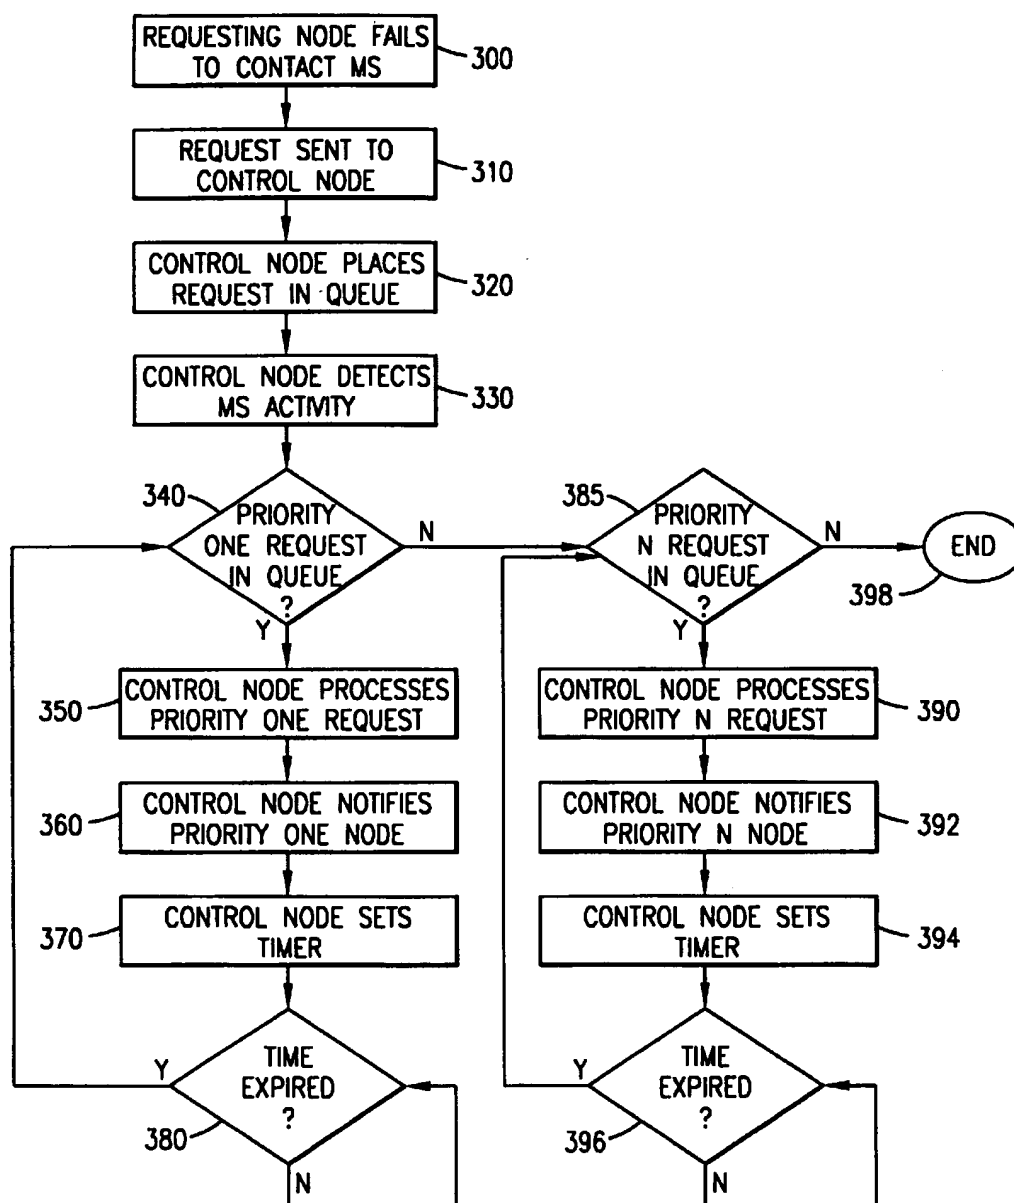 REQUESTING NODE FAILS
TO CONTACT MS
300
REQUEST SENT TO
CONTROL NODE
310
CONTROL NODE PLACES
REQUEST IN QUEUE
320
CONTROL NODE DETECTS
MS ACTIVITY
330
340
PRIORITY
ONE REQUEST
IN QUEUE
?
N
Y
385
PRIORITY
N REQUEST
IN QUEUE
?
N
Y
END
398
350
CONTROL NODE PROCESSES
PRIORITY ONE REQUEST
CONTROL NODE PROCESSES
PRIORITY N REQUEST
390
360
CONTROL NODE NOTIFIES
PRIORITY ONE NODE
CONTROL NODE NOTIFIES
PRIORITY N NODE
392
370
CONTROL NODE SETS
TIMER
CONTROL NODE SETS
TIMER
394
Y
TIME
EXPIRED
?
380
N
Y
TIME
EXPIRED
?
396
N